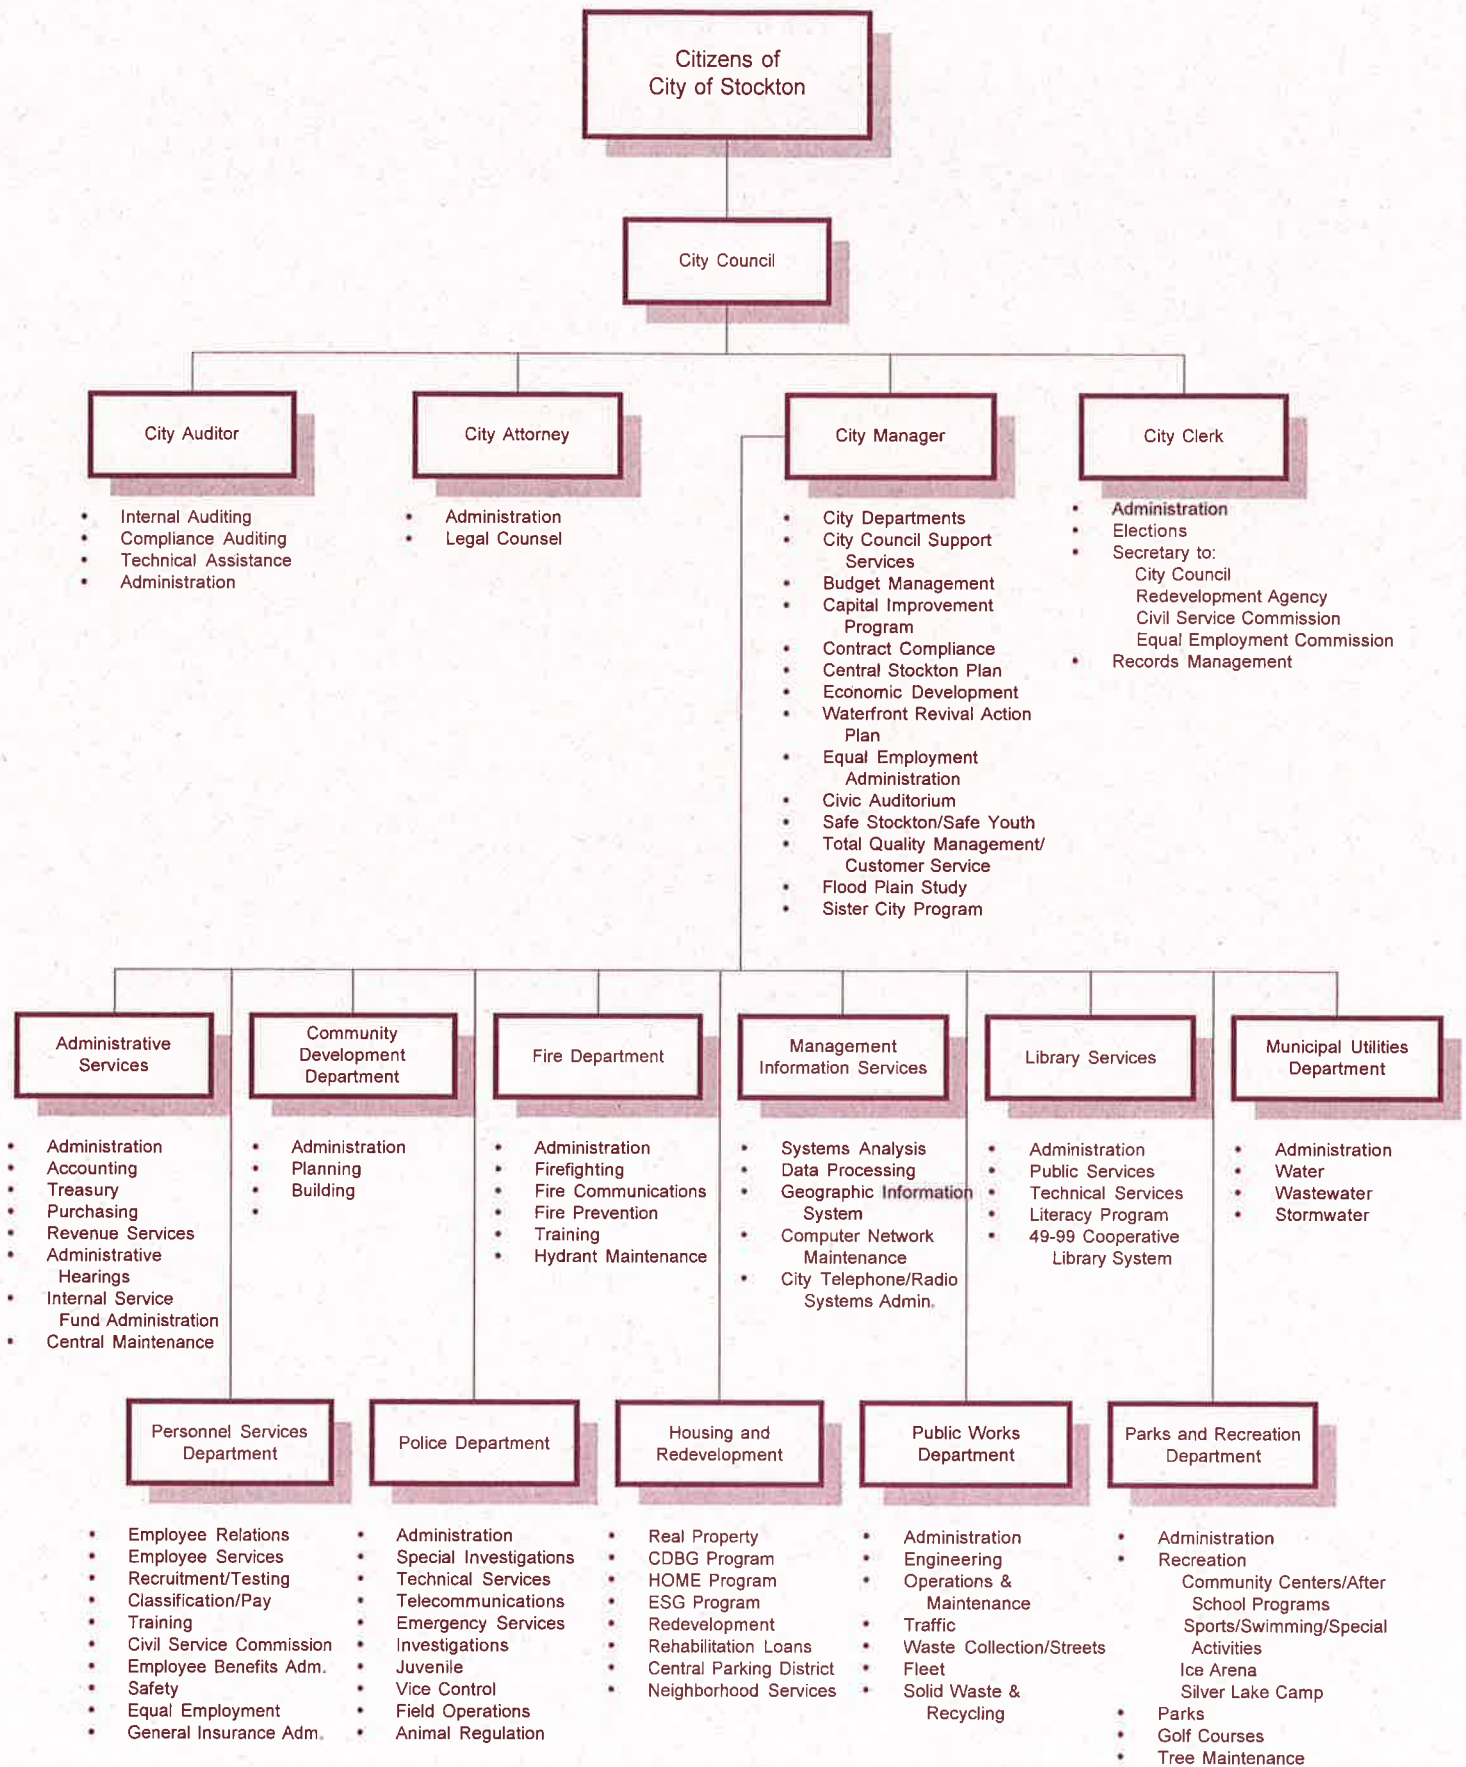 Citizens of
City of Stockton
City Council
City Auditor
• Internal Auditing
• Compliance Auditing
• Technical Assistance
• Administration
City Attorney
• Administration
• Legal Counsel
City Manager
• City Departments
• City Council Support
Services
• Budget Management
• Capital Improvement
Program
• Contract Compliance
• Central Stockton Plan
• Economic Development
• Waterfront Revival Action
Plan
• Equal Employment
Administration
• Civic Auditorium
• Safe Stockton/Safe Youth
• Total Quality Management/
Customer Service
• Flood Plain Study
• Sister City Program
City Clerk
• Administration
• Elections
• Secretary to:
City Council
Redevelopment Agency
Civil Service Commission
Equal Employment Commission
• Records Management
Administrative
Services
• Administration
• Accounting
• Treasury
• Purchasing
• Revenue Services
• Administrative
Hearings
• Internal Service
Fund Administration
• Central Maintenance
Community
Development
Department
• Administration
• Planning
• Building
•
Fire Department
• Administration
• Firefighting
• Fire Communications
• Fire Prevention
• Training
• Hydrant Maintenance
Management
Information Services
• Systems Analysis
• Data Processing
• Geographic Information
System
• Computer Network
Maintenance
• City Telephone/Radio
Systems Admin.
Library Services
• Administration
• Public Services
• Technical Services
• Literacy Program
• 49-99 Cooperative
Library System
Municipal Utilities
Department
• Administration
• Water
• Wastewater
• Stormwater
Personnel Services
Department
• Employee Relations
• Employee Services
• Recruitment/Testing
• Classification/Pay
• Training
• Civil Service Commission
• Employee Benefits Adm.
• Safety
• Equal Employment
• General Insurance Adm.
Police Department
• Administration
• Special Investigations
• Technical Services
• Telecommunications
• Emergency Services
• Investigations
• Juvenile
• Vice Control
• Field Operations
• Animal Regulation
Housing and
Redevelopment
• Real Property
• CDBG Program
• HOME Program
• ESG Program
• Redevelopment
• Rehabilitation Loans
• Central Parking District
• Neighborhood Services
Public Works
Department
• Administration
• Engineering
• Operations &
Maintenance
• Traffic
• Waste Collection/Streets
• Fleet
• Solid Waste &
Recycling
Parks and Recreation
Department
• Administration
• Recreation
Community Centers/After
School Programs
Sports/Swimming/Special
Activities
Ice Arena
Silver Lake Camp
• Parks
• Golf Courses
• Tree Maintenance